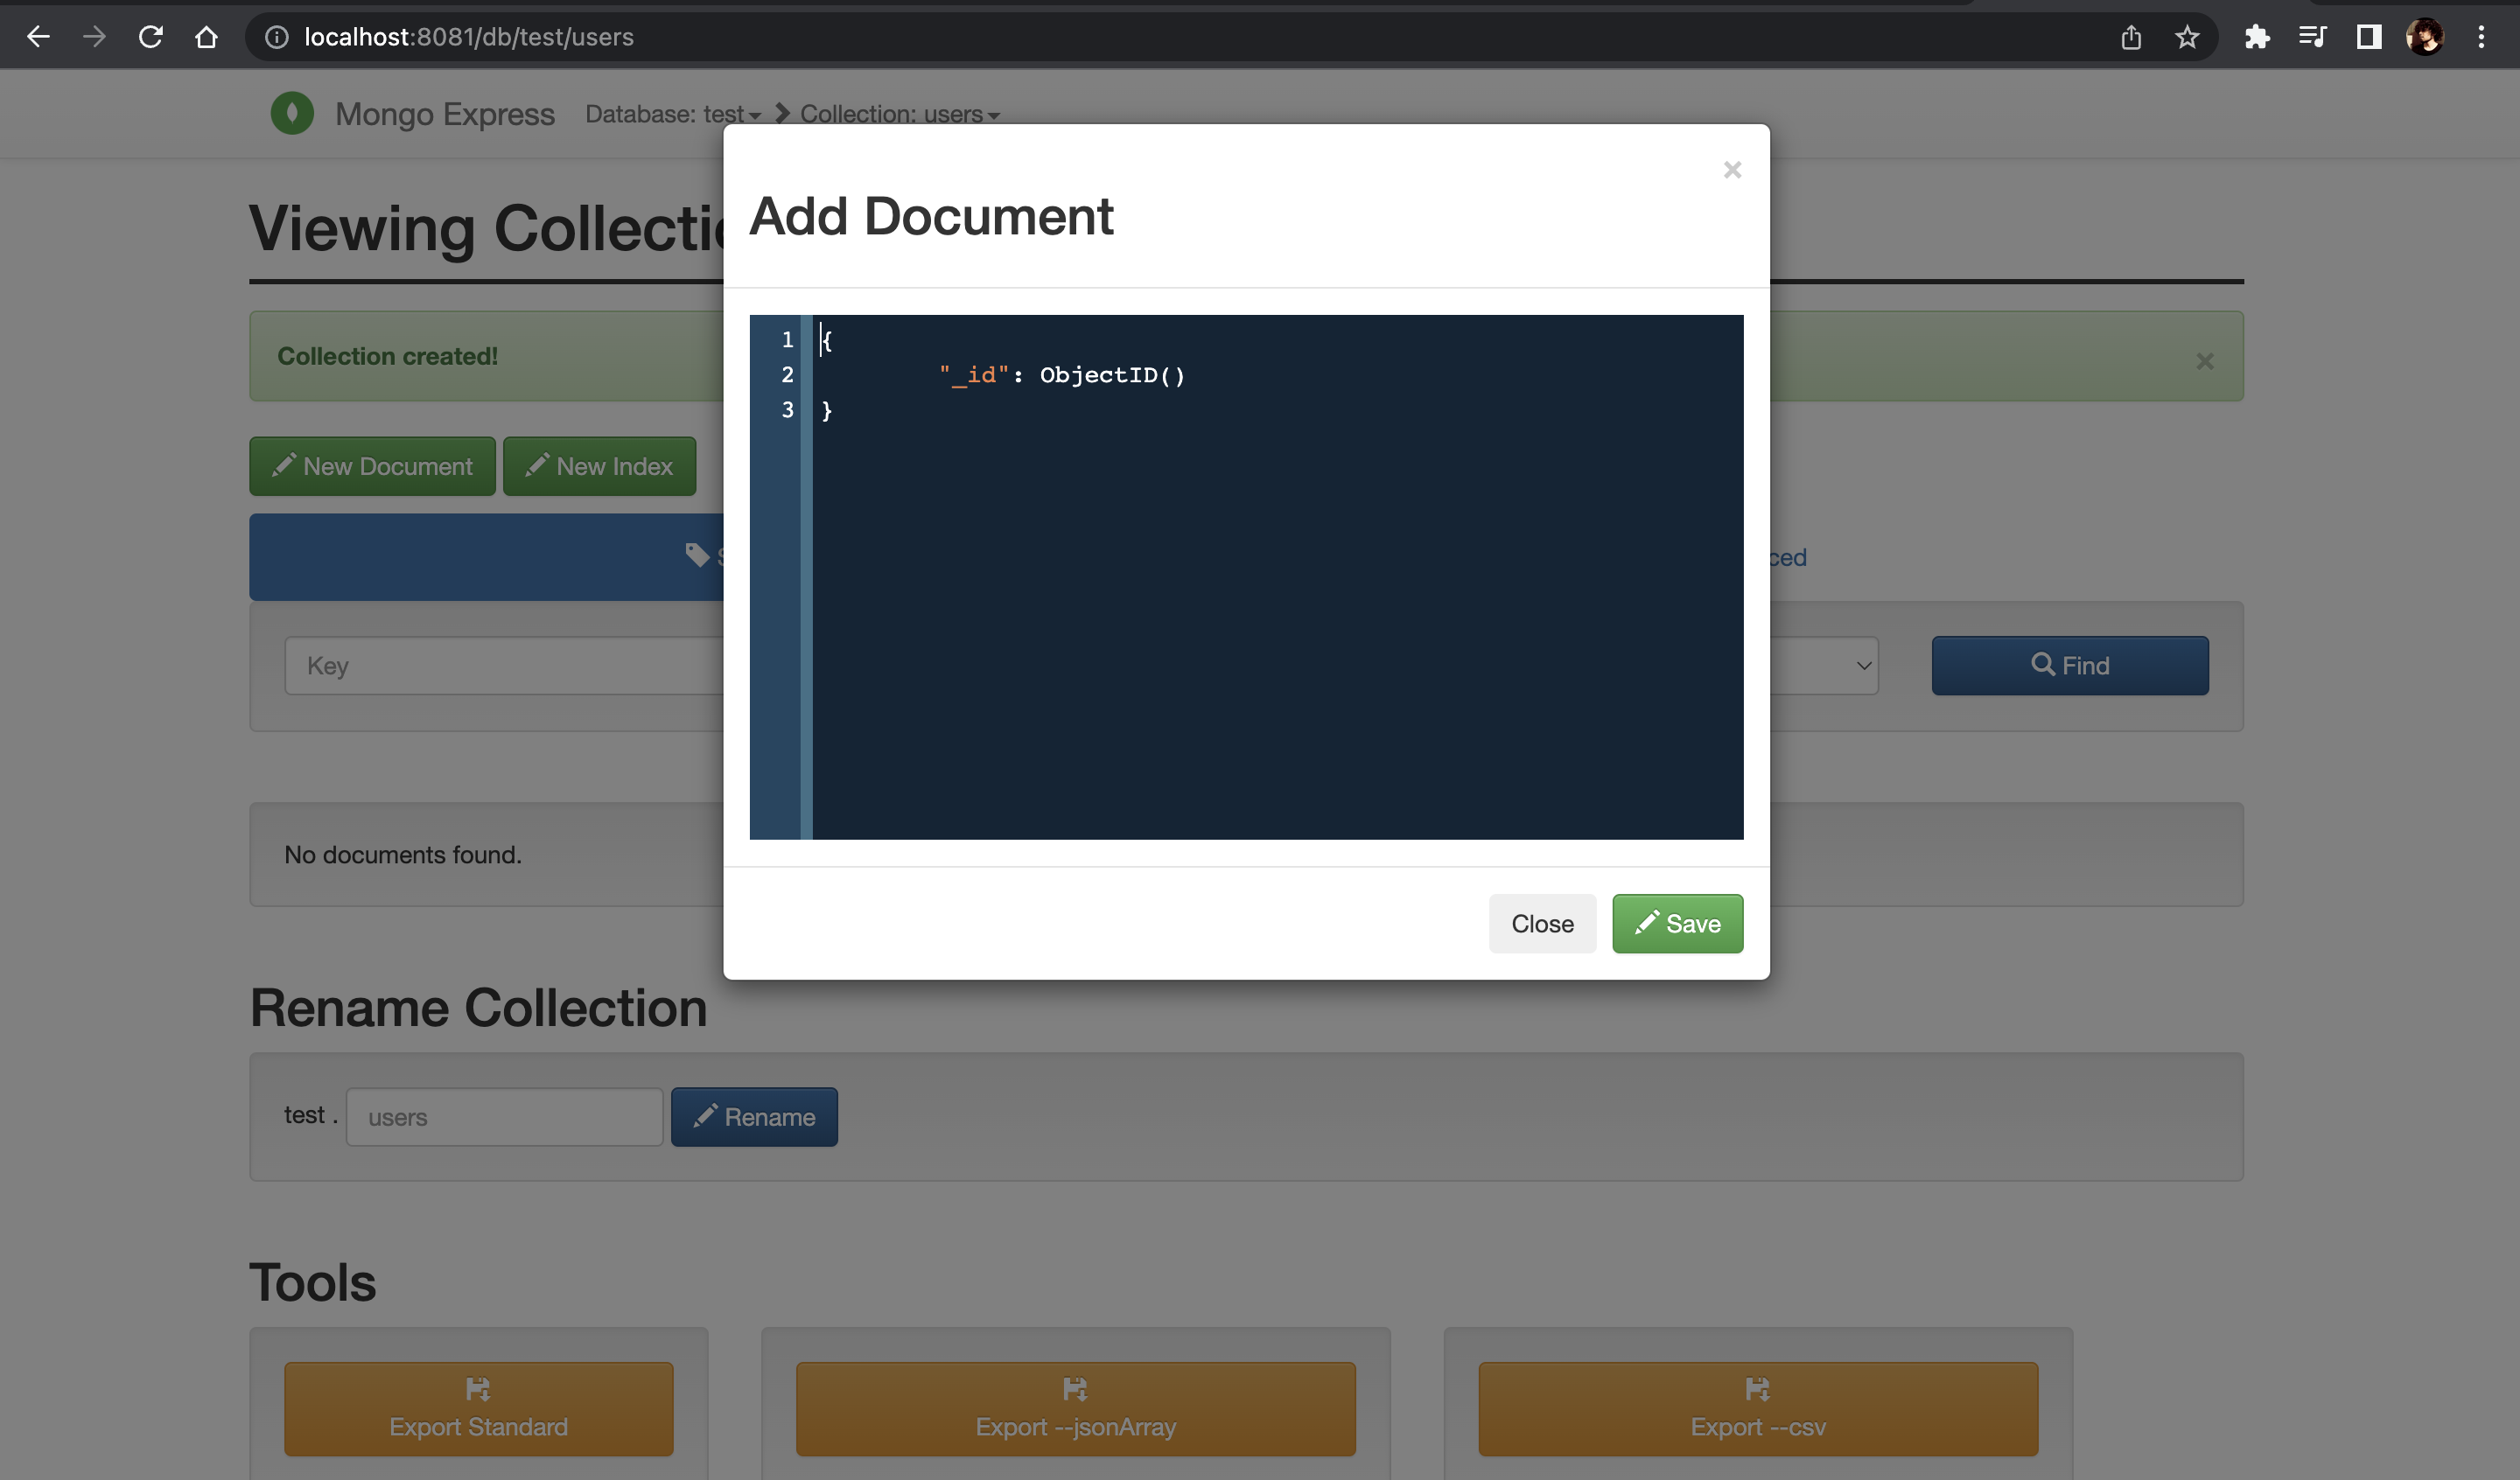 localhost:8081/db/test/users
Mongo Express Database: test Collection: users
Add Document
Viewing Collectio
Collection created!
1 {
2 "_id": ObjectID()
3 }
New Document New Index
ced
Key
Find
No documents found.
Close Save
Rename Collection
test . users Rename
Tools
Export Standard Export --jsonArray Export --csv